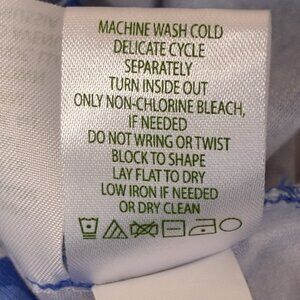 MACHINE WASH COLD
DELICATE CYCLE
SEPARATELY
TURN INSIDE OUT
ONLY NON-CHLORINE BLEACH,
IF NEEDED
DO NOT WRING OR TWIST
BLOCK TO SHAPE
LAY FLAT TO DRY
LOW IRON IF NEEDED
OR DRY CLEAN